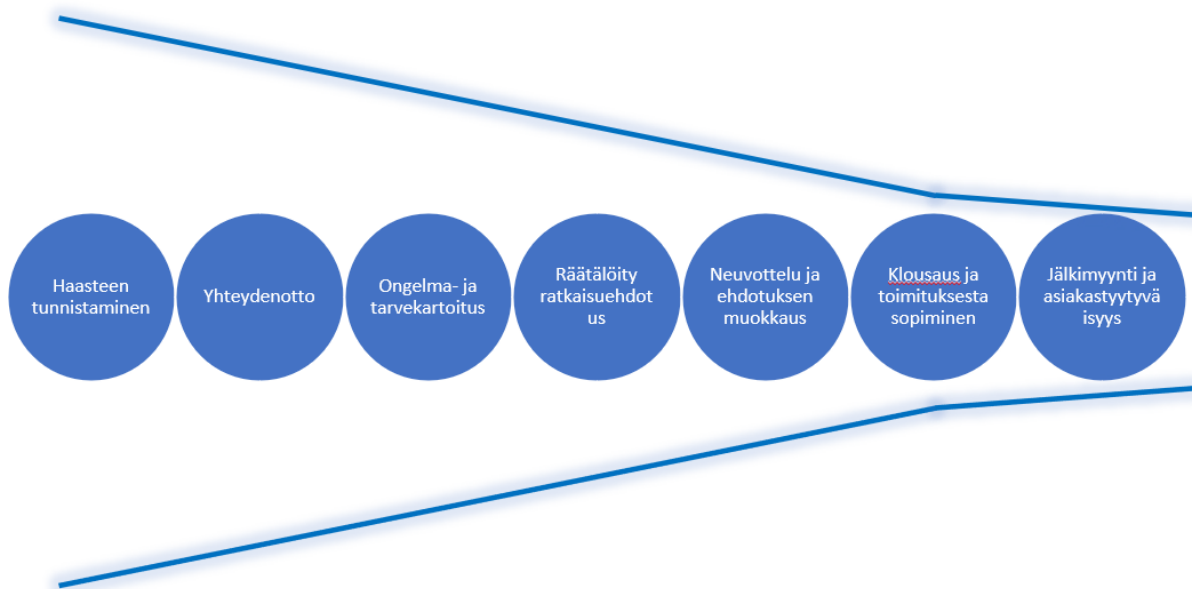 Haasteen
tunnistaminen
Yhteydenotto
Ongelma- ja
tarvekartoitus
Räätälöity
ratkaisuehdot
us
Neuvottelu ja
ehdotuksen
muokkaus
Klousaus ja
toimituksesta
sopiminen
Jälkimyynti ja
asiakastyytyvä
isyys